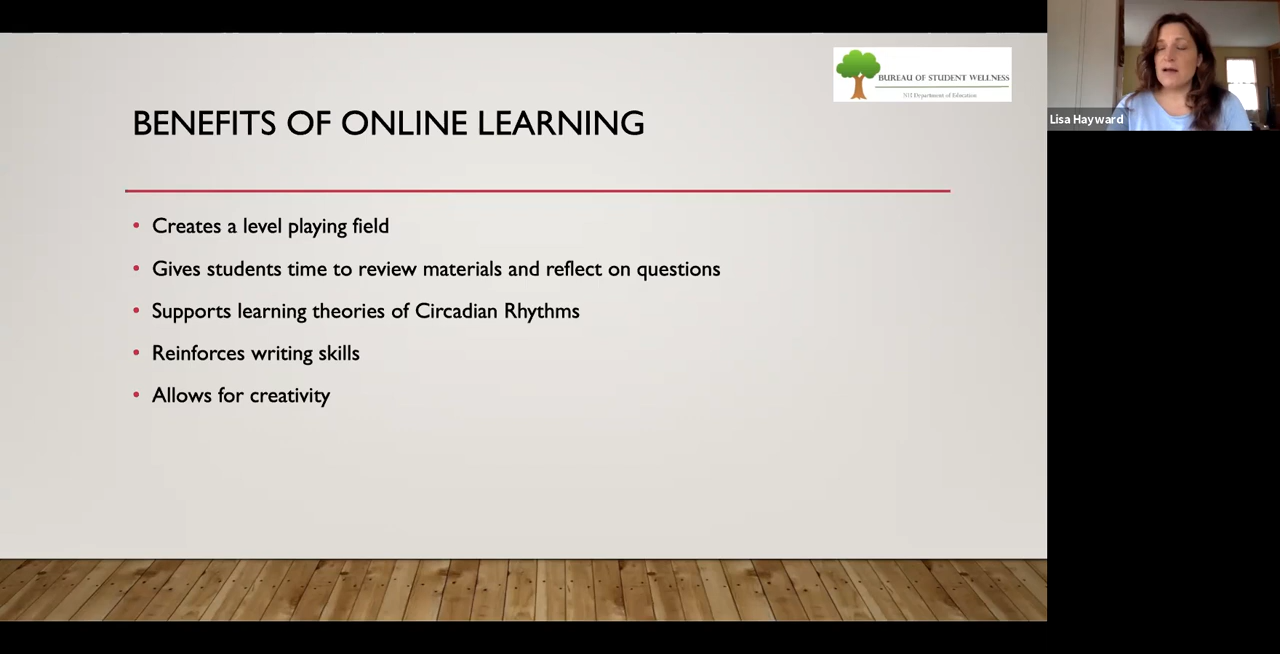 BUREAU OF STUDENT WELLNESS
NH Department of Education
BENEFITS OF ONLINE LEARNING
Lisa Hayward
Creates a level playing field
Gives students time to review materials and reflect on questions
Supports learning theories of Circadian Rhythms
Reinforces writing skills
Allows for creativity